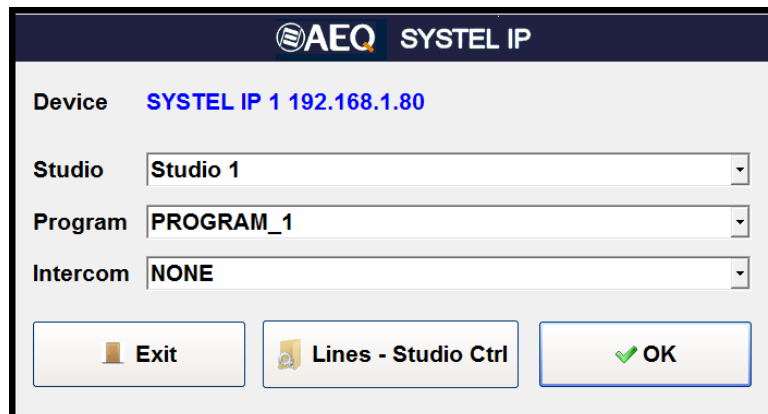 AEQ SYSTEL IP
Device SYSTEL IP 1 192.168.1.80
Studio Studio 1
Program PROGRAM_1
Intercom NONE
Exit Lines - Studio Ctrl OK